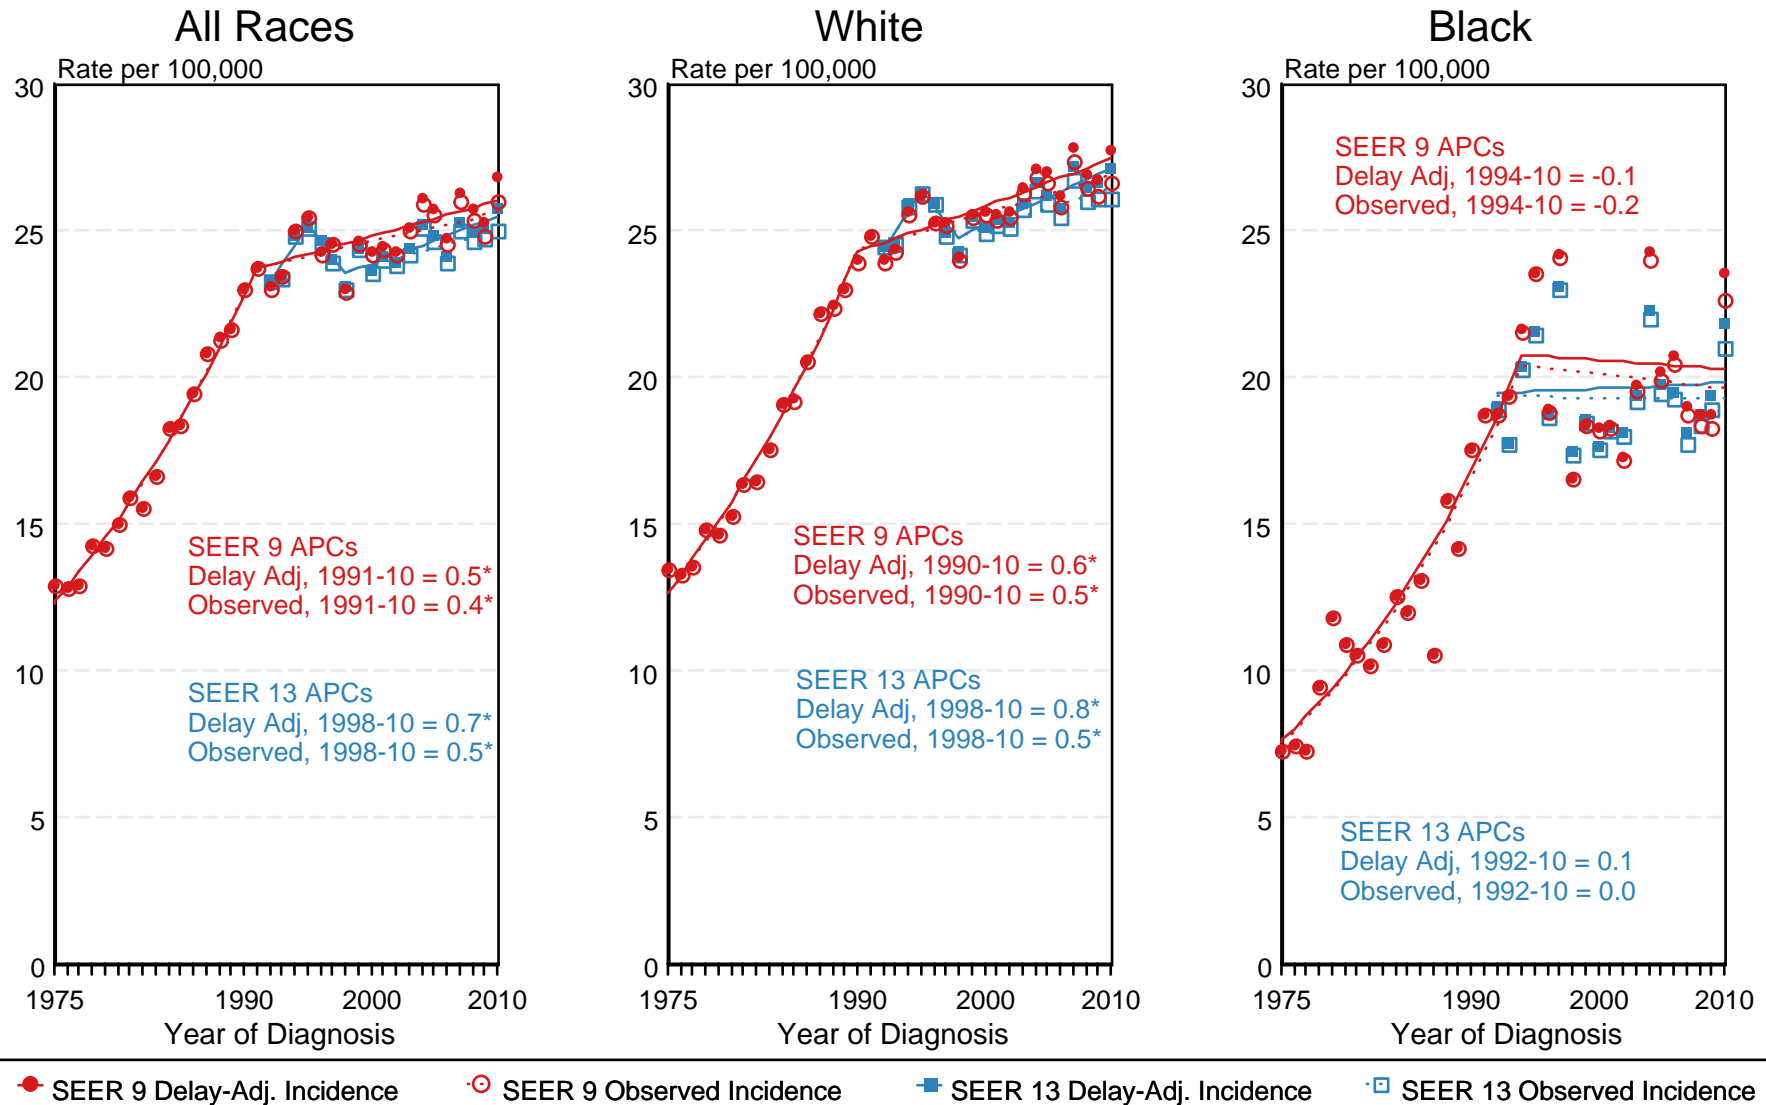 All Races
Rate per 100,000
30
25
20
15
10
5
0
SEER 9 APCs
Delay Adj, 1991-10 = 0.5*
Observed, 1991-10 = 0.4*
SEER 13 APCs
Delay Adj, 1998-10 = 0.7*
Observed, 1998-10 = 0.5*
1975 1990 2000 2010
Year of Diagnosis
White
Rate per 100,000
30
25
20
15
10
5
0
SEER 9 APCs
Delay Adj, 1990-10 = 0.6*
Observed, 1990-10 = 0.5*
SEER 13 APCs
Delay Adj, 1998-10 = 0.8*
Observed, 1998-10 = 0.5*
1975 1990 2000 2010
Year of Diagnosis
Black
Rate per 100,000
30
25
20
15
10
5
0
SEER 9 APCs
Delay Adj, 1994-10 = -0.1
Observed, 1994-10 = -0.2
SEER 13 APCs
Delay Adj, 1992-10 = 0.1
Observed, 1992-10 = 0.0
1975 1990 2000 2010
Year of Diagnosis
SEER 9 Delay-Adj. Incidence SEER 9 Observed Incidence SEER 13 Delay-Adj. Incidence SEER 13 Observed Incidence